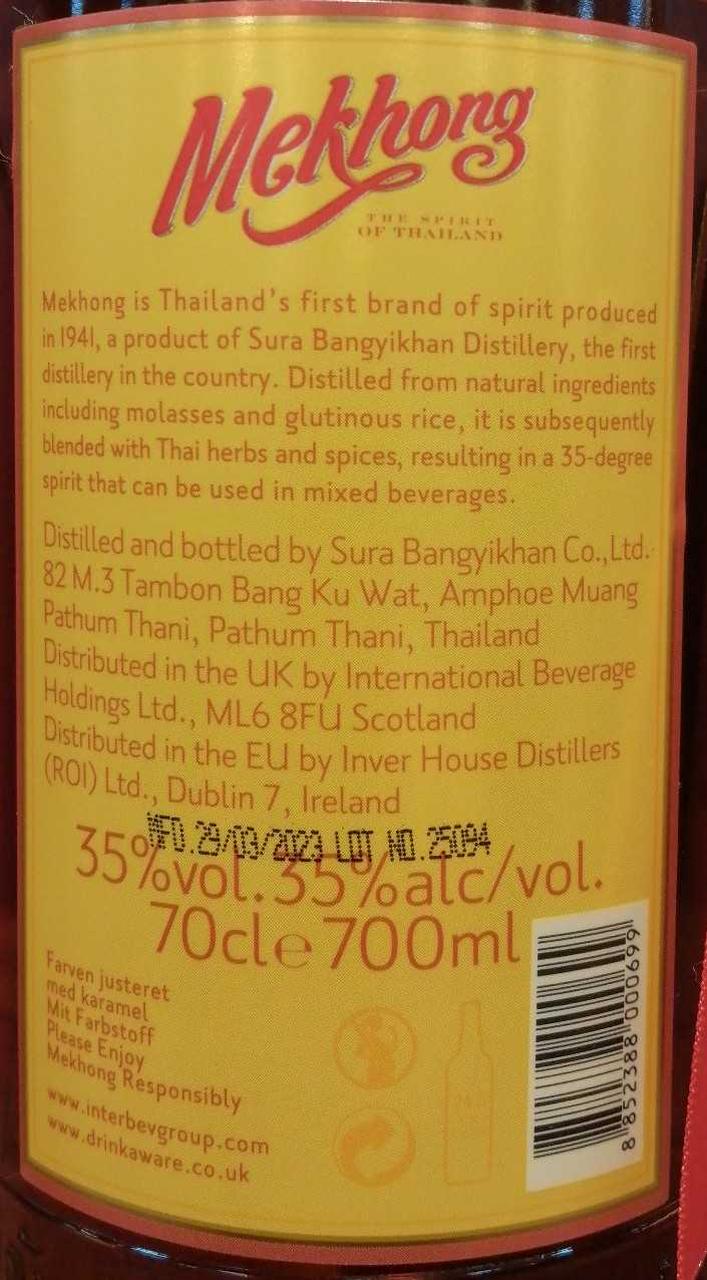 Mekhong
THE SPIRIT
OF THAILAND
Mekhong is Thailand's first brand of spirit produced
in 1941, a product of Sura Bangyikhan Distillery, the first
distillery in the country. Distilled from natural ingredients
including molasses and glutinous rice, it is subsequently
blended with Thai herbs and spices, resulting in a 35-degree
spirit that can be used in mixed beverages.
Distilled and bottled by Sura Bangyikhan Co.,Ltd.
82 M.3 Tambon Bang Ku Wat, Amphoe Muang
Pathum Thani, Pathum Thani, Thailand
Distributed in the UK by International Beverage
Holdings Ltd., ML6 8FU Scotland
Distributed in the EU by Inver House Distillers
(ROI) Ltd., Dublin 7, Ireland
MFD. 29/03/2023 LOT NO. 25094
35%vol. 35%alc/vol.
70cl e 700ml
Farven justeret
med karamel
Mit Farbstoff
Please Enjoy
Mekhong Responsibly
www.interbevgroup.com
www.drinkaware.co.uk
8 852388 000699